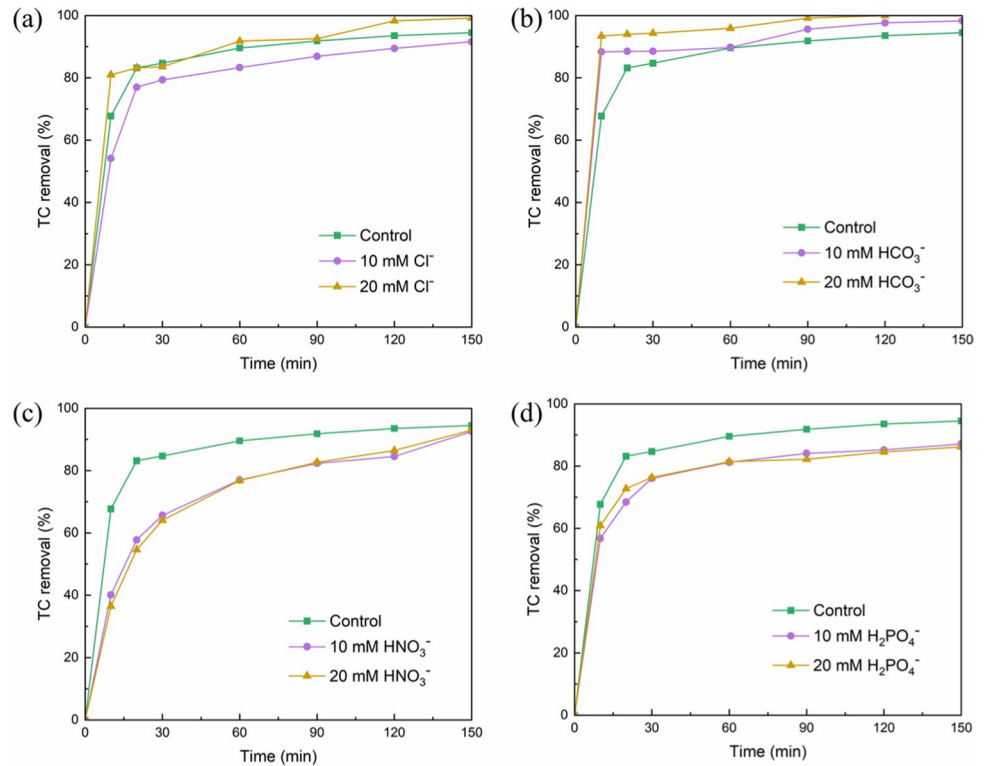 (a)
100
80
60
40
20
0
TC removal (%)
Control
10 mM Cl⁻
20 mM Cl⁻
0 30 60 90 120 150
Time (min)
(b)
100
80
60
40
20
0
TC removal (%)
Control
10 mM HCO₃⁻
20 mM HCO₃⁻
0 30 60 90 120 150
Time (min)
(c)
100
80
60
40
20
0
TC removal (%)
Control
10 mM HNO₃⁻
20 mM HNO₃⁻
0 30 60 90 120 150
Time (min)
(d)
100
80
60
40
20
0
TC removal (%)
Control
10 mM H₂PO₄⁻
20 mM H₂PO₄⁻
0 30 60 90 120 150
Time (min)